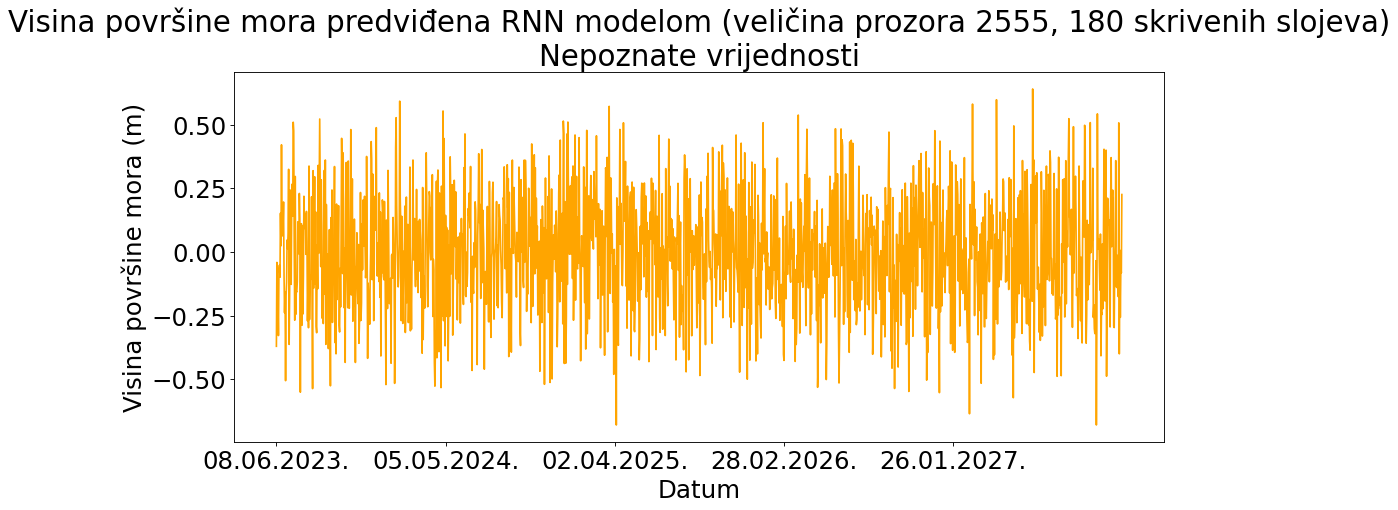 Visina površine mora predviđena RNN modelom (veličina prozora 2555, 180 skrivenih slojeva)
Nepoznate vrijednosti
Visina površine mora (m)
0.50
0.25
0.00
−0.25
−0.50
08.06.2023. 05.05.2024. 02.04.2025. 28.02.2026. 26.01.2027.
Datum